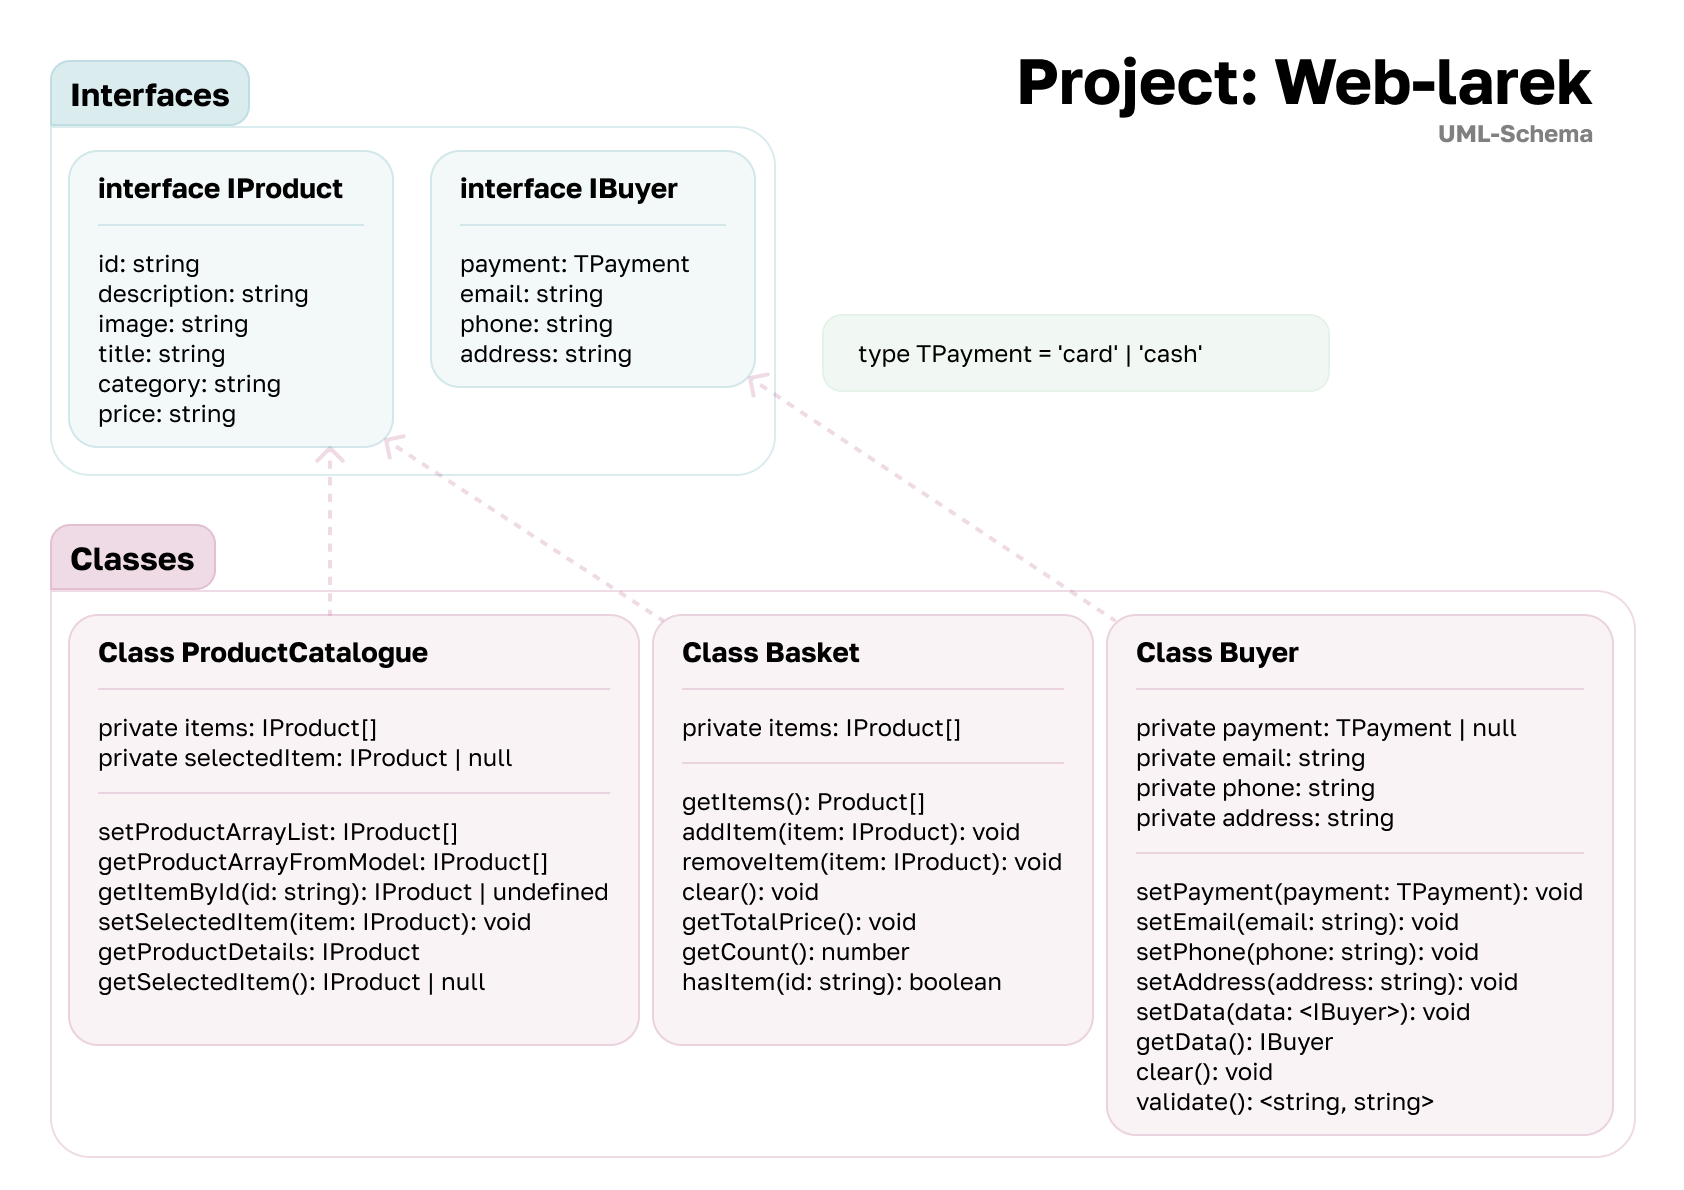 Project: Web-larek
UML-Schema
Interfaces
interface IProduct
id: string
description: string
image: string
title: string
category: string
price: string
interface IBuyer
payment: TPayment
email: string
phone: string
address: string
type TPayment = 'card' | 'cash'
Classes
Class ProductCatalogue
private items: IProduct[]
private selectedItem: IProduct | null
setProductArrayList: IProduct[]
getProductArrayFromModel: IProduct[]
getItemById(id: string): IProduct | undefined
setSelectedItem(item: IProduct): void
getProductDetails: IProduct
getSelectedItem(): IProduct | null
Class Basket
private items: IProduct[]
getItems(): Product[]
addItem(item: IProduct): void
removeItem(item: IProduct): void
clear(): void
getTotalPrice(): void
getCount(): number
hasItem(id: string): boolean
Class Buyer
private payment: TPayment | null
private email: string
private phone: string
private address: string
setPayment(payment: TPayment): void
setEmail(email: string): void
setPhone(phone: string): void
setAddress(address: string): void
setData(data: <IBuyer>): void
getData(): IBuyer
clear(): void
validate(): <string, string>